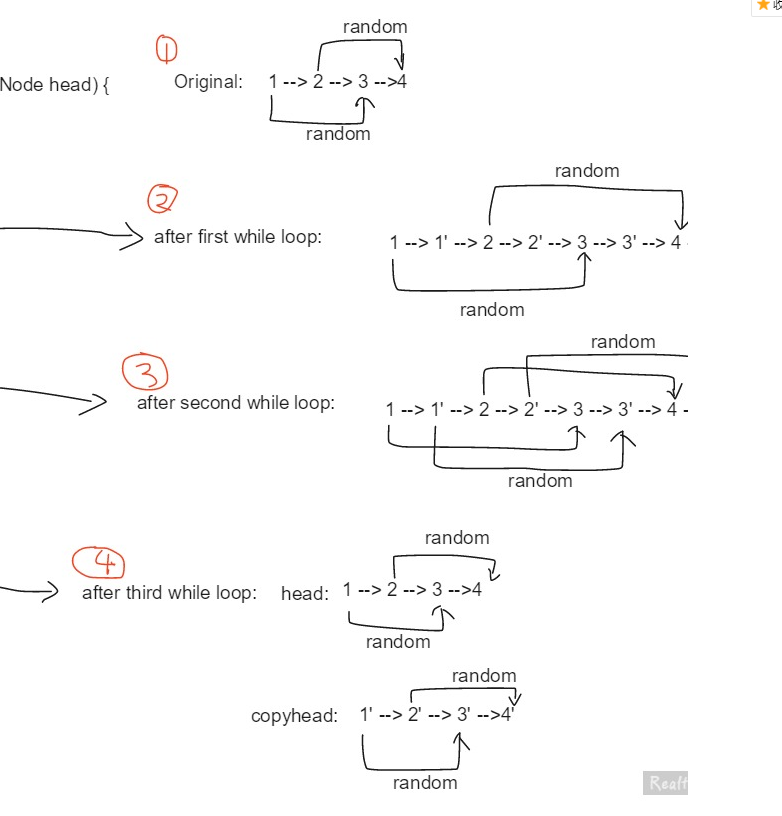 收
random
①
Node head) {
Original: 1 --> 2 --> 3 -->4
random
random
②
after first while loop: 1 --> 1' --> 2 --> 2' --> 3 --> 3' --> 4
random
random
③
after second while loop: 1 --> 1' --> 2 --> 2' --> 3 --> 3' --> 4 -
random
random
④
after third while loop: head: 1 --> 2 --> 3 -->4
random
random
copyhead: 1' --> 2' --> 3' -->4'
random